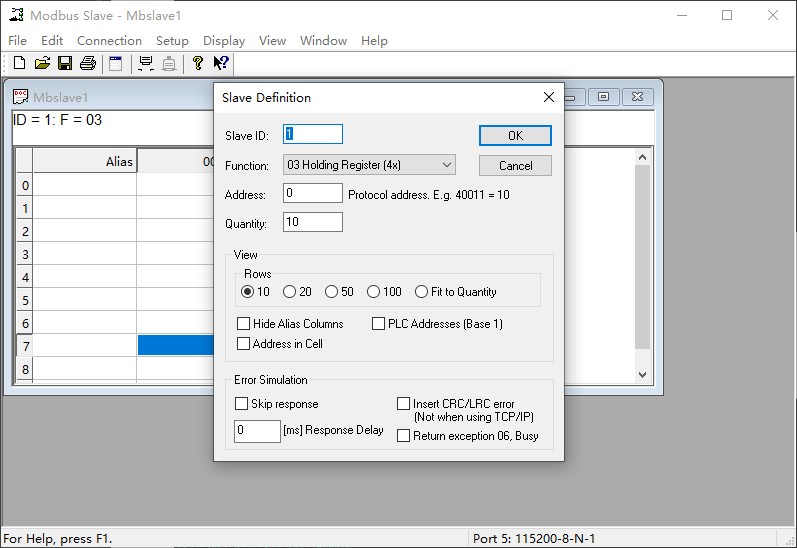 Modbus Slave - Mbslave1
File Edit Connection Setup Display View Window Help
Mbslave1
ID = 1: F = 03
Alias 00
0
1
2
3
4
5
6
7
8
Slave Definition
Slave ID: 1 OK
Function: 03 Holding Register (4x) Cancel
Address: 0 Protocol address. E.g. 40011 = 10
Quantity: 10
View
Rows
10 20 50 100 Fit to Quantity
Hide Alias Columns PLC Addresses (Base 1)
Address in Cell
Error Simulation
Skip response Insert CRC/LRC error
(Not when using TCP/IP)
0 [ms] Response Delay
Return exception 06, Busy
For Help, press F1. Port 5: 115200-8-N-1